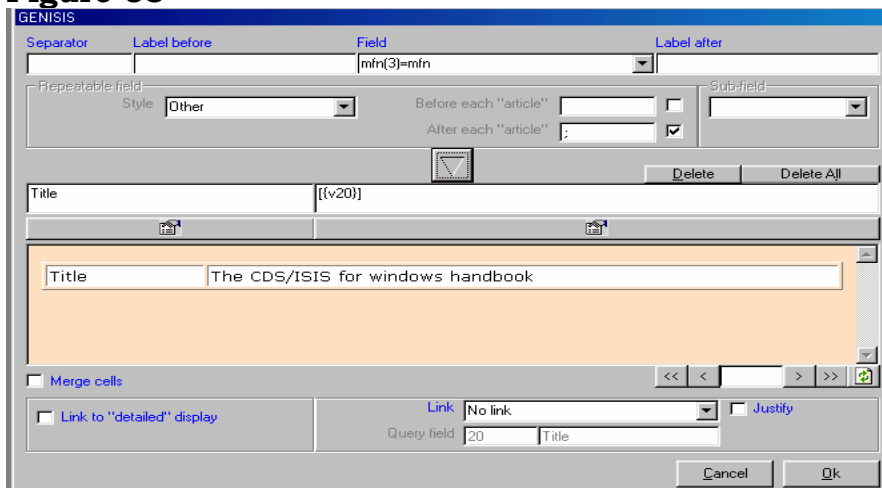 GENISIS
Separator Label before Field Label after
mfn(3)=mfn
Repeatable field Sub-field
Style Other Before each "article"
After each "article" ;
Delete Delete All
Title [{v20}]
Title The CDS/ISIS for windows handbook
Merge cells << < > >>
Link to "detailed" display Link No link Justify
Query field 20 Title
Cancel Ok